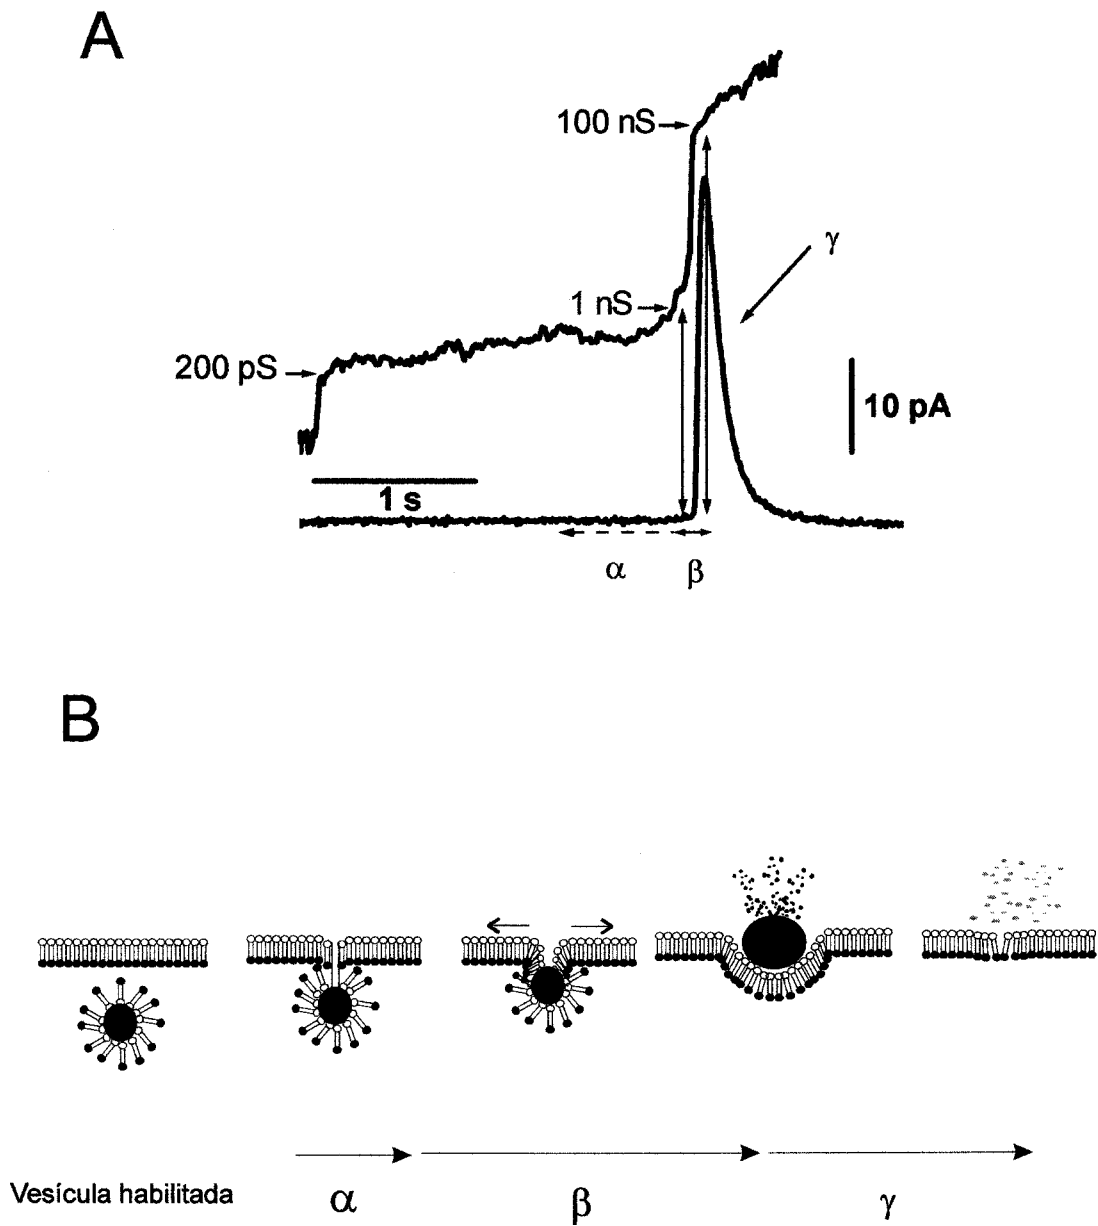 A
100 nS
γ
1 nS
200 pS
10 pA
1 s
α β
B
Vesícula habilitada α β γ